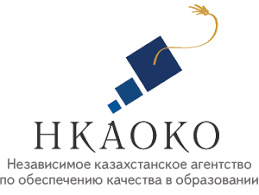 НКАОКО
Независимое казахстанское агентство
по обеспечению качества в образовании